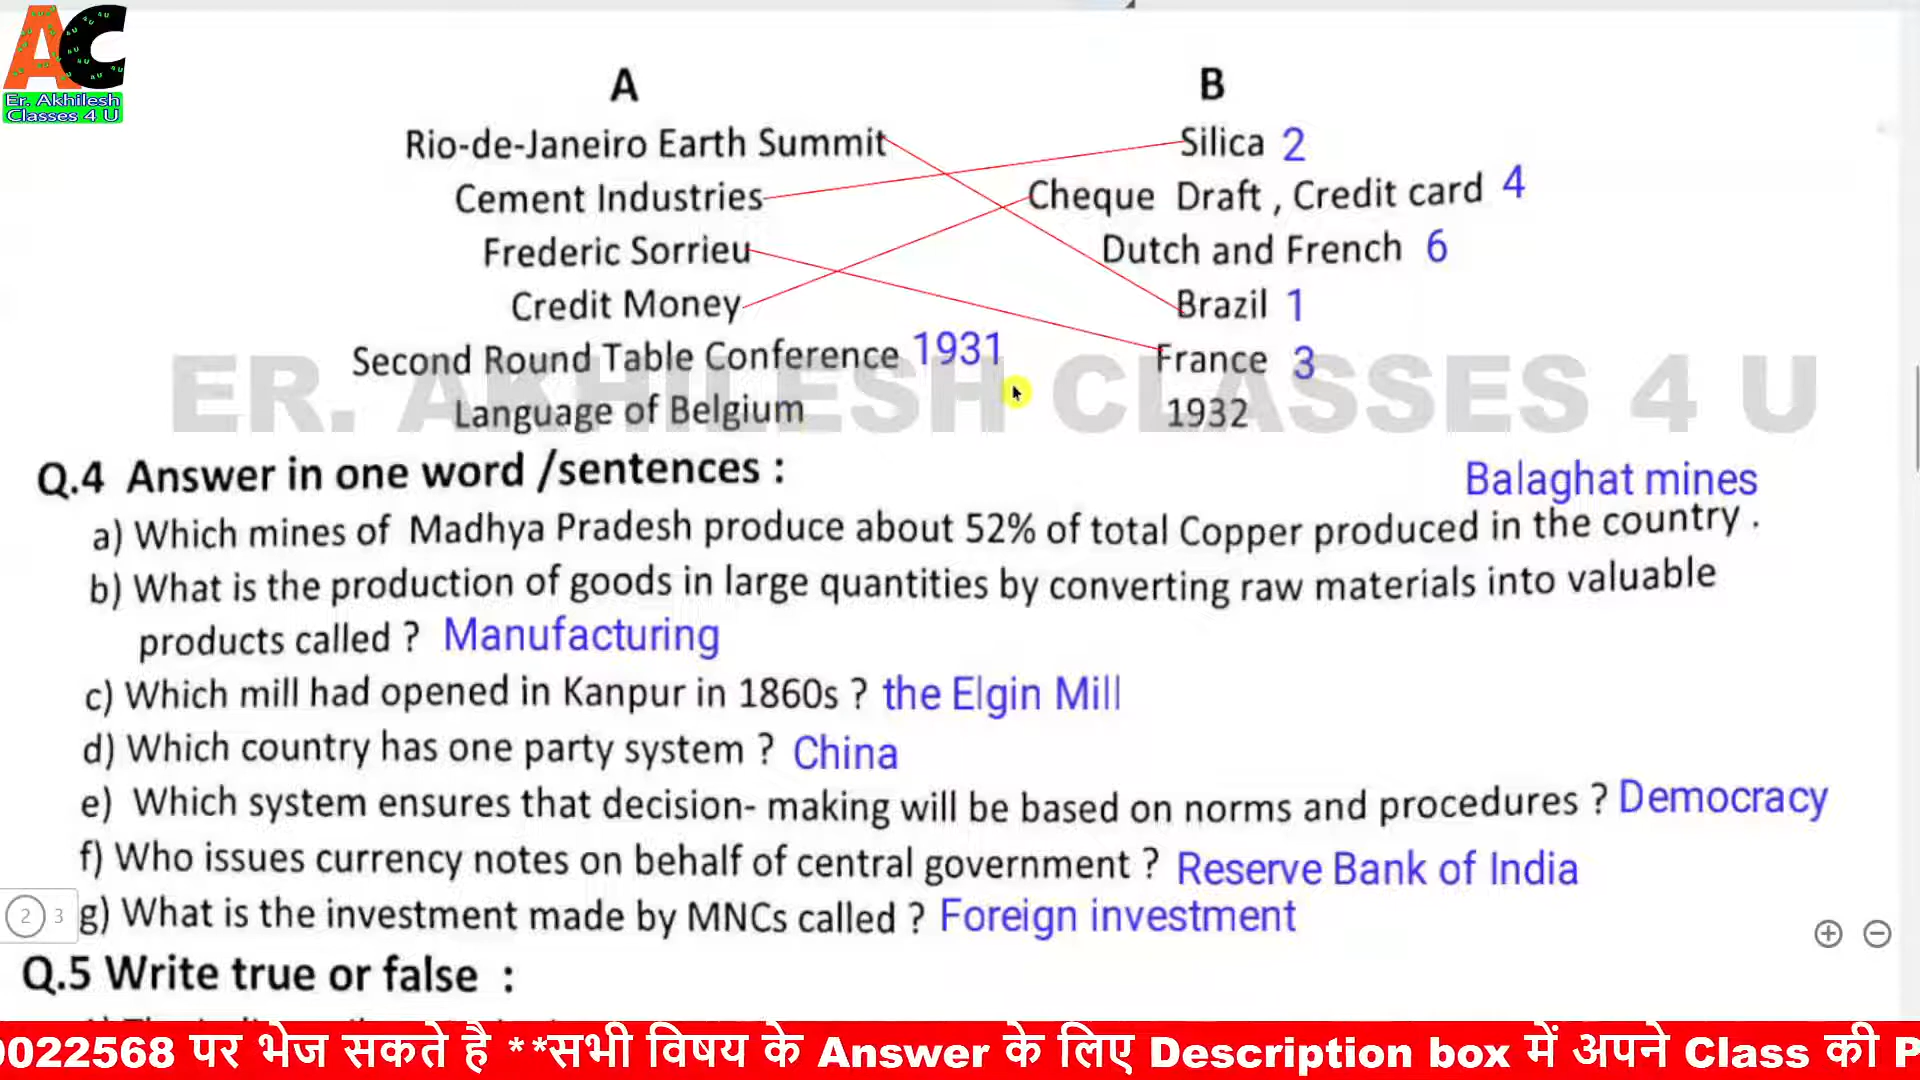 AC
Er. Akhilesh
Classes 4 U
A B
Rio-de-Janeiro Earth Summit Silica 2
Cement Industries Cheque Draft , Credit card 4
Frederic Sorrieu Dutch and French 6
Credit Money Brazil 1
Second Round Table Conference 1931 France 3
ER. AKHILESH CLASSES 4 U
Language of Belgium 1932
Q.4 Answer in one word /sentences :
Balaghat mines
a) Which mines of Madhya Pradesh produce about 52% of total Copper produced in the country .
b) What is the production of goods in large quantities by converting raw materials into valuable
products called ? Manufacturing
c) Which mill had opened in Kanpur in 1860s ? the Elgin Mill
d) Which country has one party system ? China
e) Which system ensures that decision- making will be based on norms and procedures ? Democracy
f) Who issues currency notes on behalf of central government ? Reserve Bank of India
2 3
g) What is the investment made by MNCs called ? Foreign investment
Q.5 Write true or false :
0022568 पर भेज सकते है **सभी विषय के Answer के लिए Description box में अपने Class की P